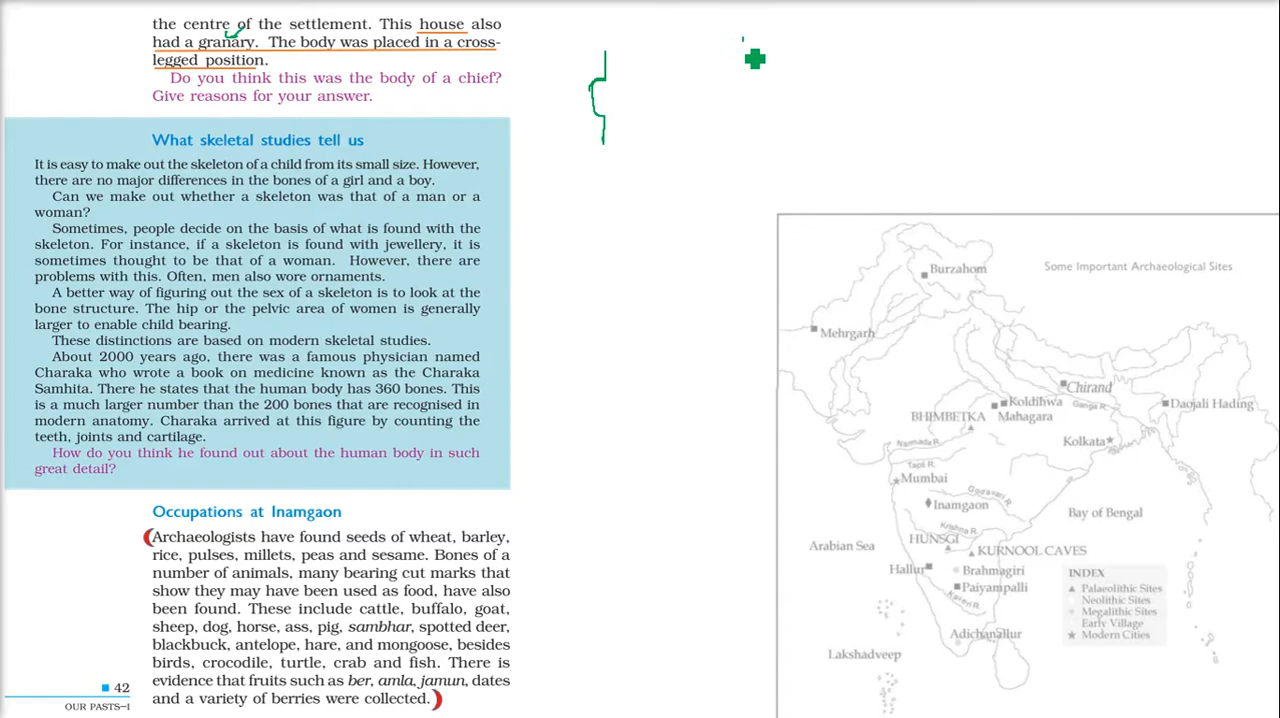 the centre of the settlement. This house also
had a granary. The body was placed in a cross-
legged position.
Do you think this was the body of a chief?
Give reasons for your answer.
What skeletal studies tell us
It is easy to make out the skeleton of a child from its small size. However,
there are no major differences in the bones of a girl and a boy.
Can we make out whether a skeleton was that of a man or a
woman?
Sometimes, people decide on the basis of what is found with the
skeleton. For instance, if a skeleton is found with jewellery, it is
sometimes thought to be that of a woman. However, there are
problems with this. Often, men also wore ornaments.
A better way of figuring out the sex of a skeleton is to look at the
bone structure. The hip or the pelvic area of women is generally
larger to enable child bearing.
These distinctions are based on modern skeletal studies.
About 2000 years ago, there was a famous physician named
Charaka who wrote a book on medicine known as the Charaka
Samhita. There he states that the human body has 360 bones. This
is a much larger number than the 200 bones that are recognised in
modern anatomy. Charaka arrived at this figure by counting the
teeth, joints and cartilage.
How do you think he found out about the human body in such
great detail?
Occupations at Inamgaon
Archaeologists have found seeds of wheat, barley,
rice, pulses, millets, peas and sesame. Bones of a
number of animals, many bearing cut marks that
show they may have been used as food, have also
been found. These include cattle, buffalo, goat,
sheep, dog, horse, ass, pig, sambhar, spotted deer,
blackbuck, antelope, hare, and mongoose, besides
birds, crocodile, turtle, crab and fish. There is
evidence that fruits such as ber, amla, jamun, dates
and a variety of berries were collected.
42
OUR PASTS–I
Some Important Archaeological Sites
Burzahom
Mehrgarh
Chirand
Koldihwa
Ganga R.
Daojali Hading
BHIMBETKA
Mahagara
Narmada R.
Kolkata
Tapti R.
Mumbai
Godavari R.
Inamgaon
Bay of Bengal
Krishna R.
Arabian Sea
HUNSGI
KURNOOL CAVES
Hallur
Brahmagiri
Paiyampalli
Kaveri R.
Adichanallur
Lakshadveep
INDEX
Palaeolithic Sites
Neolithic Sites
Megalithic Sites
Early Village
Modern Cities